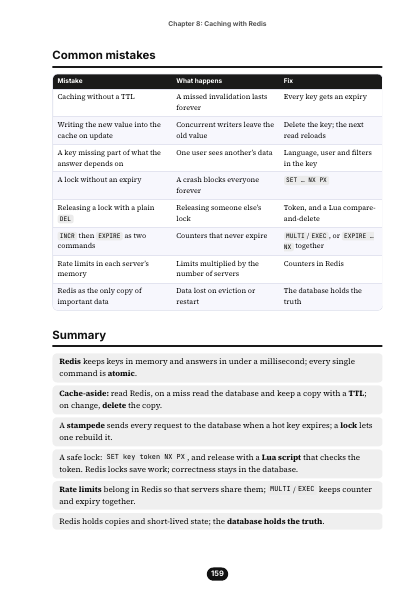 Chapter 8: Caching with Redis
Common mistakes
Mistake What happens Fix
Caching without a TTL A missed invalidation lasts forever Every key gets an expiry
Writing the new value into the cache on update Concurrent writers leave the old value Delete the key; the next read reloads
A key missing part of what the answer depends on One user sees another's data Language, user and filters in the key
A lock without an expiry A crash blocks everyone forever SET … NX PX
Releasing a lock with a plain DEL Releasing someone else's lock Token, and a Lua compare-and-delete
INCR then EXPIRE as two commands Counters that never expire MULTI/EXEC, or EXPIRE … NX together
Rate limits in each server's memory Limits multiplied by the number of servers Counters in Redis
Redis as the only copy of important data Data lost on eviction or restart The database holds the truth
Summary
Redis keeps keys in memory and answers in under a millisecond; every single
command is atomic.
Cache-aside: read Redis, on a miss read the database and keep a copy with a TTL;
on change, delete the copy.
A stampede sends every request to the database when a hot key expires; a lock lets
one rebuild it.
A safe lock: SET key token NX PX, and release with a Lua script that checks the
token. Redis locks save work; correctness stays in the database.
Rate limits belong in Redis so that servers share them; MULTI/EXEC keeps counter
and expiry together.
Redis holds copies and short-lived state; the database holds the truth.
159